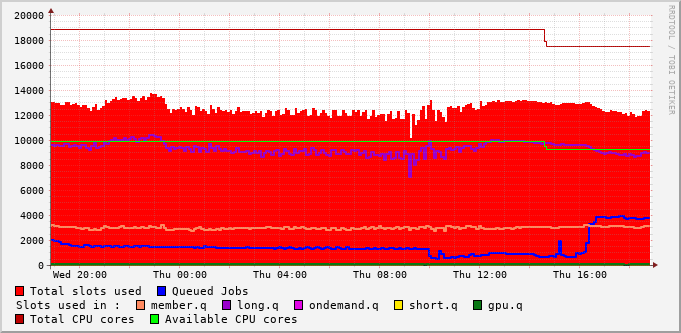 20000
18000
16000
14000
12000
10000
8000
6000
4000
2000
0
Wed 20:00 Thu 00:00 Thu 04:00 Thu 08:00 Thu 12:00 Thu 16:00
RRDTOOL / TOBI OETIKER
Total slots used Queued Jobs
Slots used in : member.q long.q ondemand.q short.q gpu.q
Total CPU cores Available CPU cores